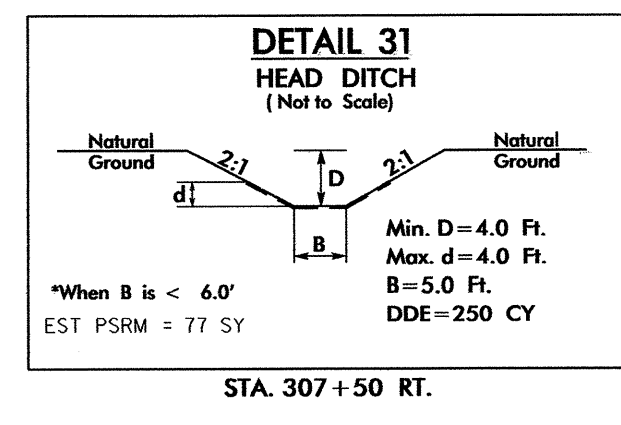 DETAIL 31
HEAD DITCH
( Not to Scale)
Natural
Ground
2:1
D
2:1
Natural
Ground
d
B
Min. D=4.0 Ft.
Max. d=4.0 Ft.
B=5.0 Ft.
DDE=250 CY
*When B is < 6.0'
EST PSRM = 77 SY
STA. 307+50 RT.